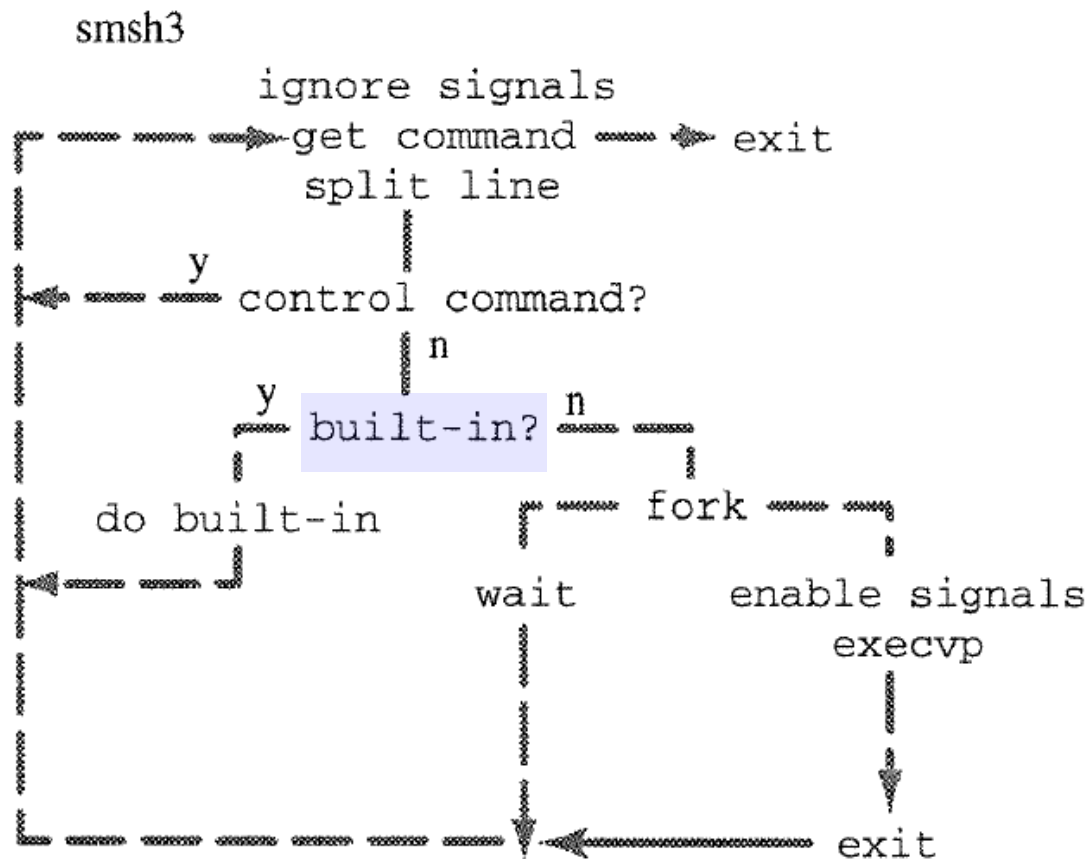 smsh3
ignore signals
get command
exit
split line
y
control command?
n
y
built-in?
n
do built-in
fork
wait
enable signals
execvp
exit